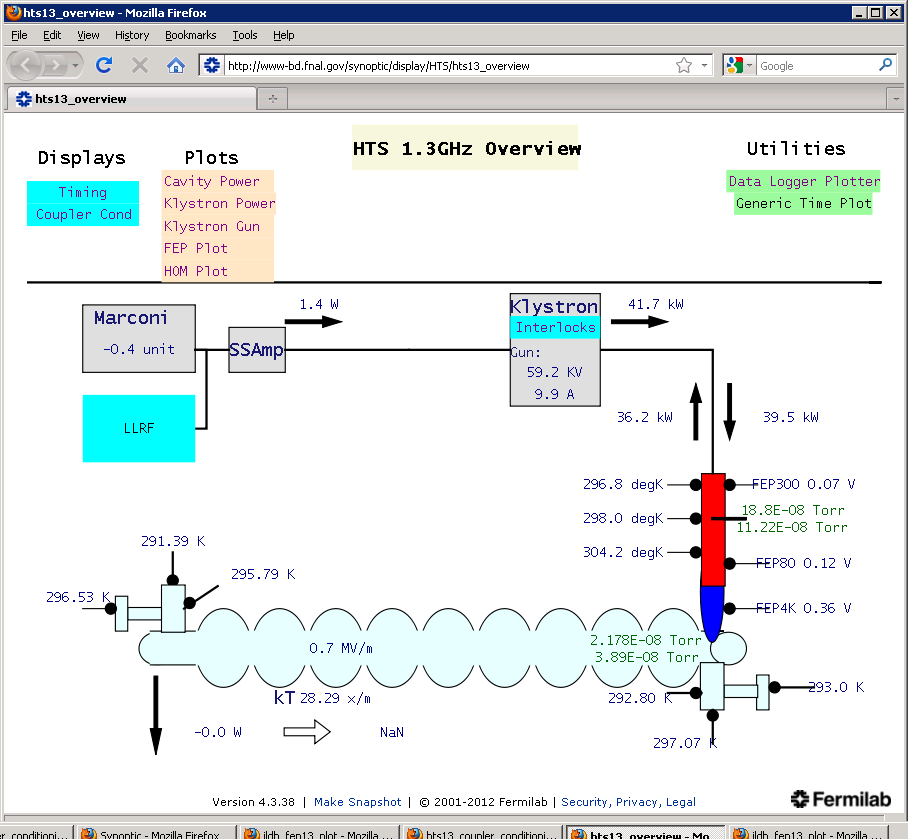 hts13_overview - Mozilla Firefox
File Edit View History Bookmarks Tools Help
http://www-bd.fnal.gov/synoptic/display/HTS/hts13_overview
Google
hts13_overview
HTS 1.3GHz Overview
Displays
Timing
Coupler Cond
Plots
Cavity Power
Klystron Power
Klystron Gun
FEP Plot
HOM Plot
Utilities
Data Logger Plotter
Generic Time Plot
Marconi
-0.4 unit
LLRF
SSAmp
1.4 W
Klystron
Interlocks
Gun:
59.2 KV
9.9 A
41.7 kW
36.2 kW
39.5 kW
296.8 degK
FEP300 0.07 V
18.8E-08 Torr
298.0 degK
11.22E-08 Torr
304.2 degK
FEP80 0.12 V
FEP4K 0.36 V
291.39 K
295.79 K
296.53 K
0.7 MV/m
2.178E-08 Torr
3.89E-08 Torr
kT 28.29 x/m
292.80 K
293.0 K
-0.0 W
NaN
297.07 K
Version 4.3.38 | Make Snapshot | © 2001-2012 Fermilab | Security, Privacy, Legal
Fermilab
er_conditioni...
Synoptic - Mozilla Firefox
ildb_fep13_plot - Mozilla ...
hts13_coupler_conditioni...
hts13_overview - Mo...
ildb_fep13_plot - Mozilla ...